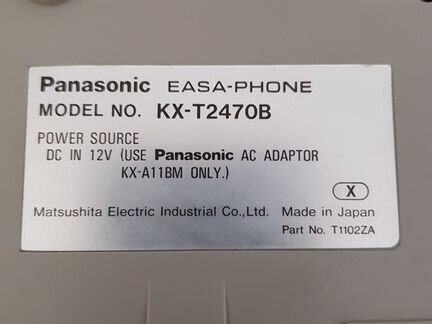 Panasonic EASA-PHONE
MODEL NO. KX-T2470B
POWER SOURCE
DC IN 12V (USE Panasonic AC ADAPTOR
KX-A11BM ONLY.)
X
Matsushita Electric Industrial Co.,Ltd. Made in Japan
Part No. T1102ZA